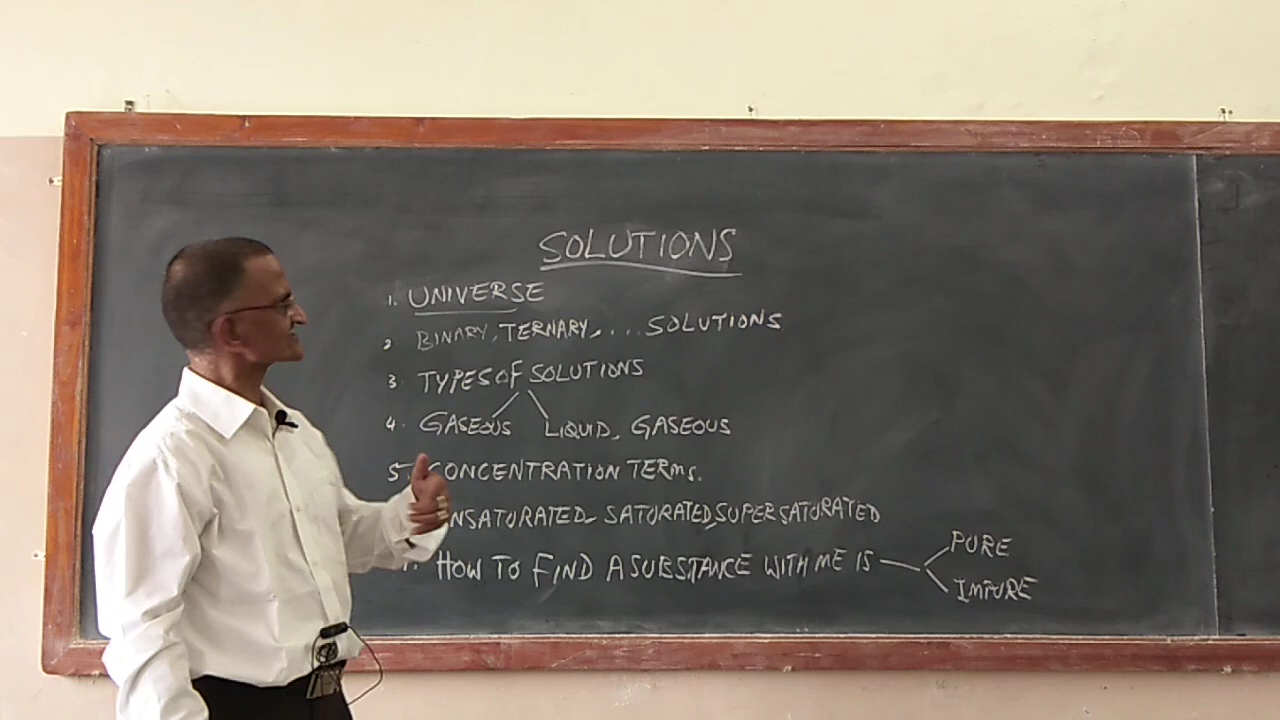 SOLUTIONS
1. UNIVERSE
2 BINARY, TERNARY, ... SOLUTIONS
3. TYPES OF SOLUTIONS
4. GASEOUS LIQUID, GASEOUS
5. CONCENTRATION TERMS.
NSATURATED, SATURATED, SUPERSATURATED
HOW TO FIND A SUBSTANCE WITH ME IS
PURE
IMPURE